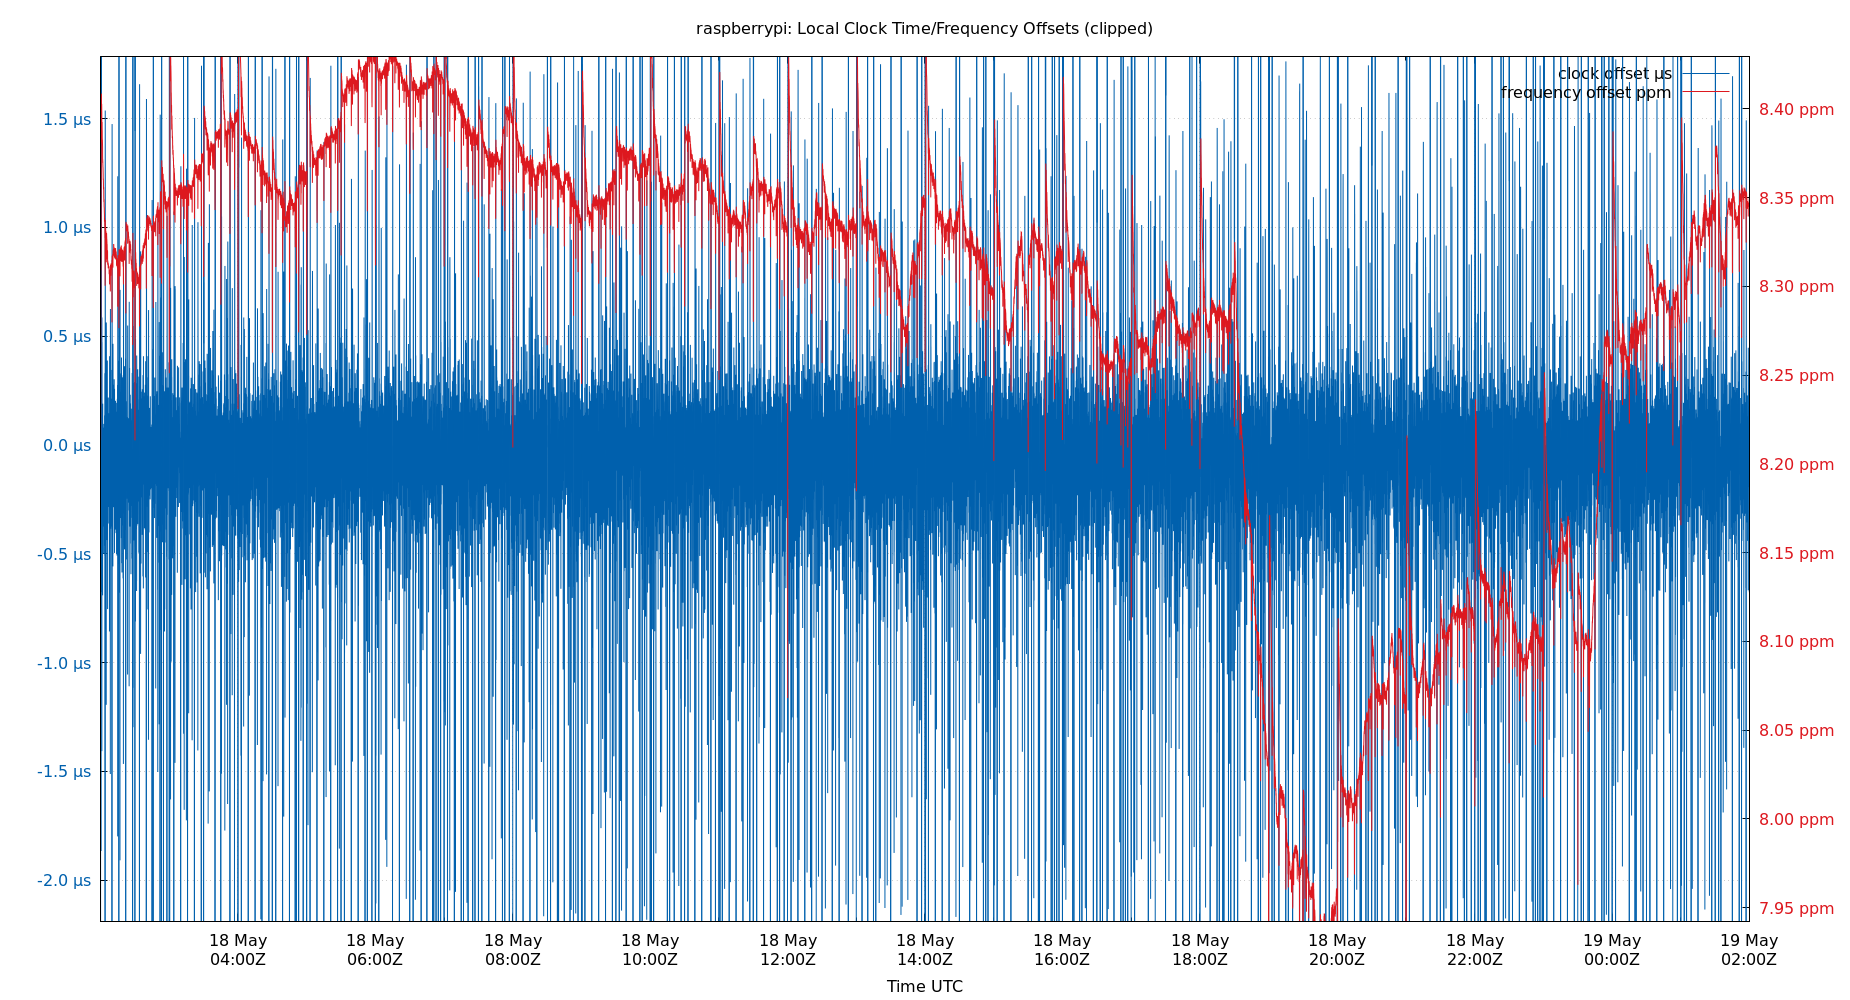 raspberrypi: Local Clock Time/Frequency Offsets (clipped)
clock offset µs
frequency offset ppm
1.5 µs
1.0 µs
0.5 µs
0.0 µs
-0.5 µs
-1.0 µs
-1.5 µs
-2.0 µs
8.40 ppm
8.35 ppm
8.30 ppm
8.25 ppm
8.20 ppm
8.15 ppm
8.10 ppm
8.05 ppm
8.00 ppm
7.95 ppm
18 May 18 May 18 May 18 May 18 May 18 May 18 May 18 May 18 May 18 May 19 May 19 May
04:00Z 06:00Z 08:00Z 10:00Z 12:00Z 14:00Z 16:00Z 18:00Z 20:00Z 22:00Z 00:00Z 02:00Z
Time UTC